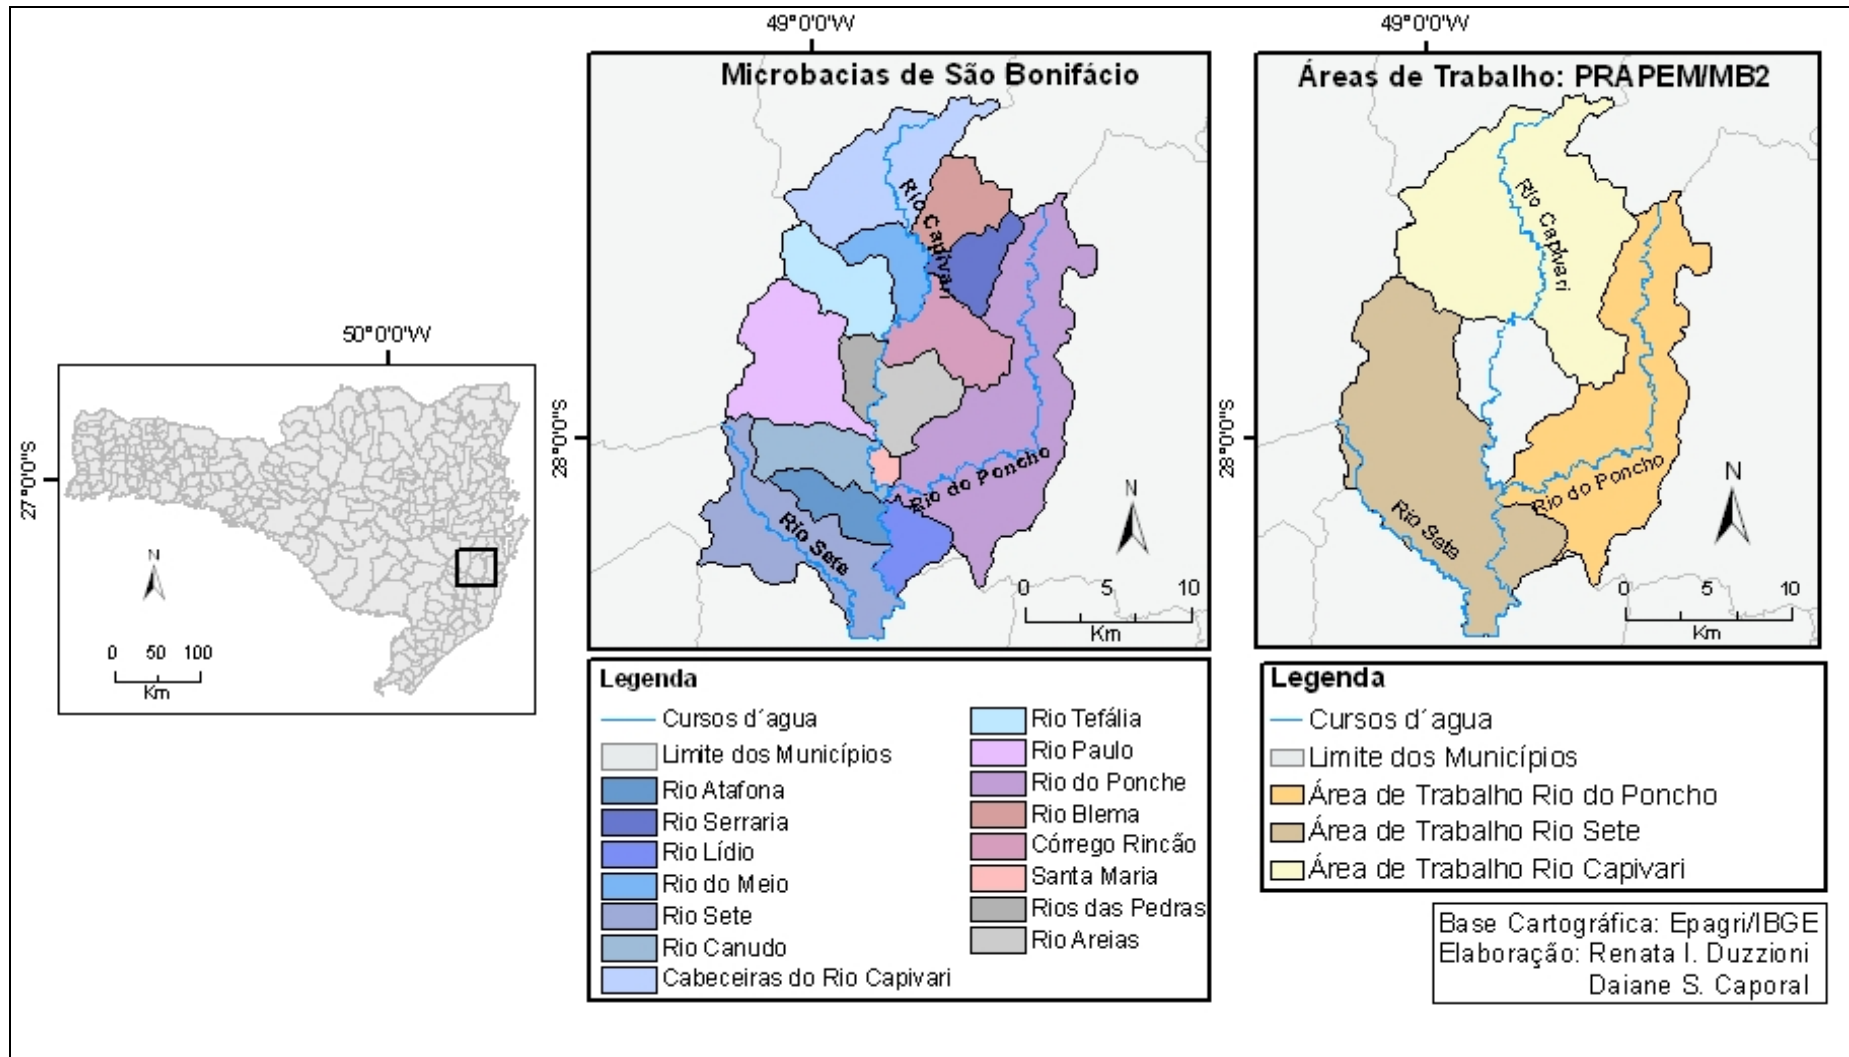 50°0'0"W
27°0'0"S
N
0 50 100
Km
49°0'0"W
28°0'0"S
Microbacias de São Bonifácio
Rio Capivari
Rio do Poncho
Rio Sete
N
0 5 10
Km
Legenda
Cursos d´agua
Limite dos Municípios
Rio Atafona
Rio Serraria
Rio Lídio
Rio do Meio
Rio Sete
Rio Canudo
Cabeceiras do Rio Capivari
Rio Tefália
Rio Paulo
Rio do Ponche
Rio Blema
Córrego Rincão
Santa Maria
Rios das Pedras
Rio Areias
49°0'0"W
28°0'0"S
Áreas de Trabalho: PRAPEM/MB2
Rio Capivari
Rio do Poncho
Rio Sete
N
0 5 10
Km
Legenda
Cursos d´agua
Limite dos Municípios
Área de Trabalho Rio do Poncho
Área de Trabalho Rio Sete
Área de Trabalho Rio Capivari
Base Cartográfica: Epagri/IBGE
Elaboração: Renata I. Duzzioni
Daiane S. Caporal